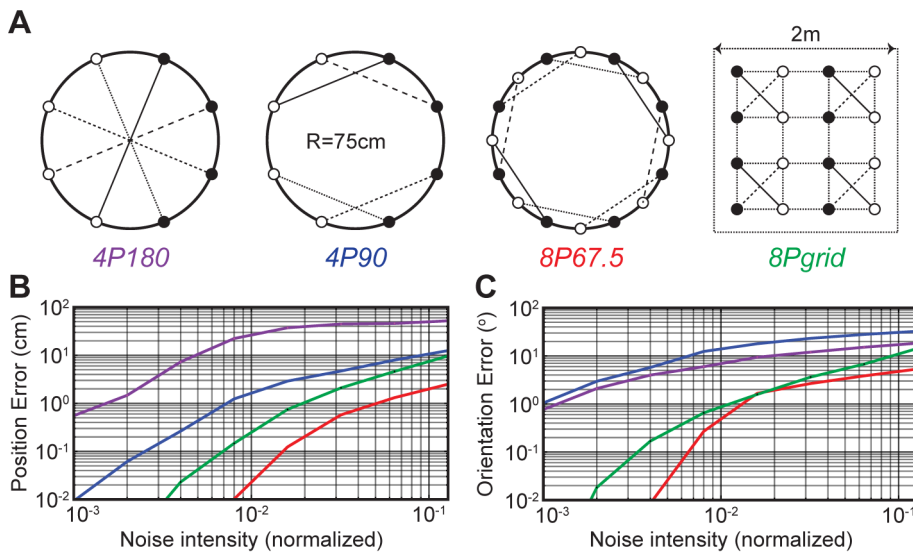 A
2m
R=75cm
4P180
4P90
8P67.5
8Pgrid
B
Position Error (cm)
10²
10¹
10⁰
10⁻¹
10⁻²
10⁻³
10⁻²
10⁻¹
Noise intensity (normalized)
C
Orientation Error (°)
10²
10¹
10⁰
10⁻¹
10⁻²
10⁻³
10⁻²
10⁻¹
Noise intensity (normalized)